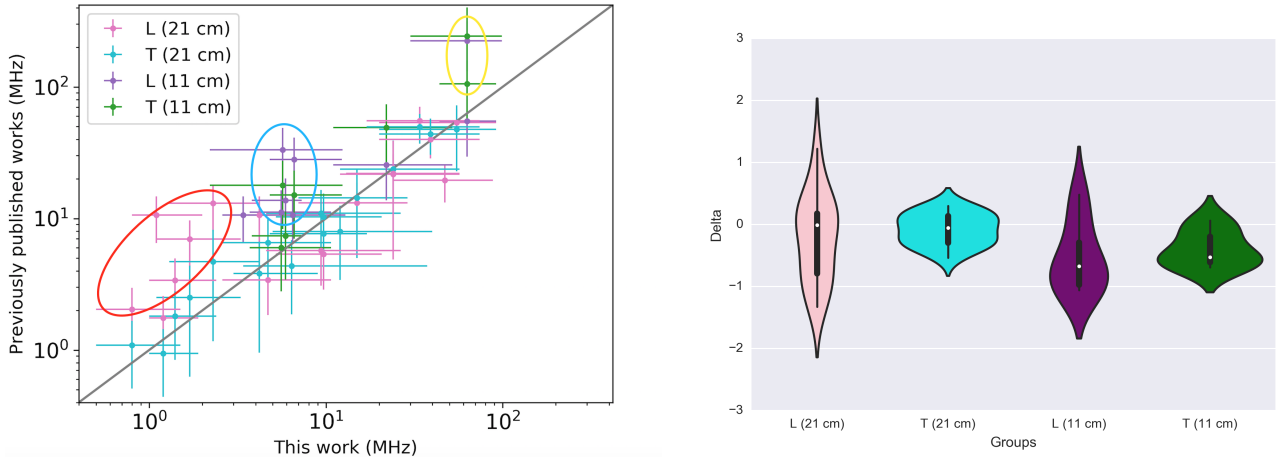 L (21 cm)
T (21 cm)
L (11 cm)
T (11 cm)
Previously published works (MHz)
10²
10¹
10⁰
10⁰ 10¹ 10²
This work (MHz)
3
2
1
0
−1
−2
−3
Delta
L (21 cm) T (21 cm) L (11 cm) T (11 cm)
Groups